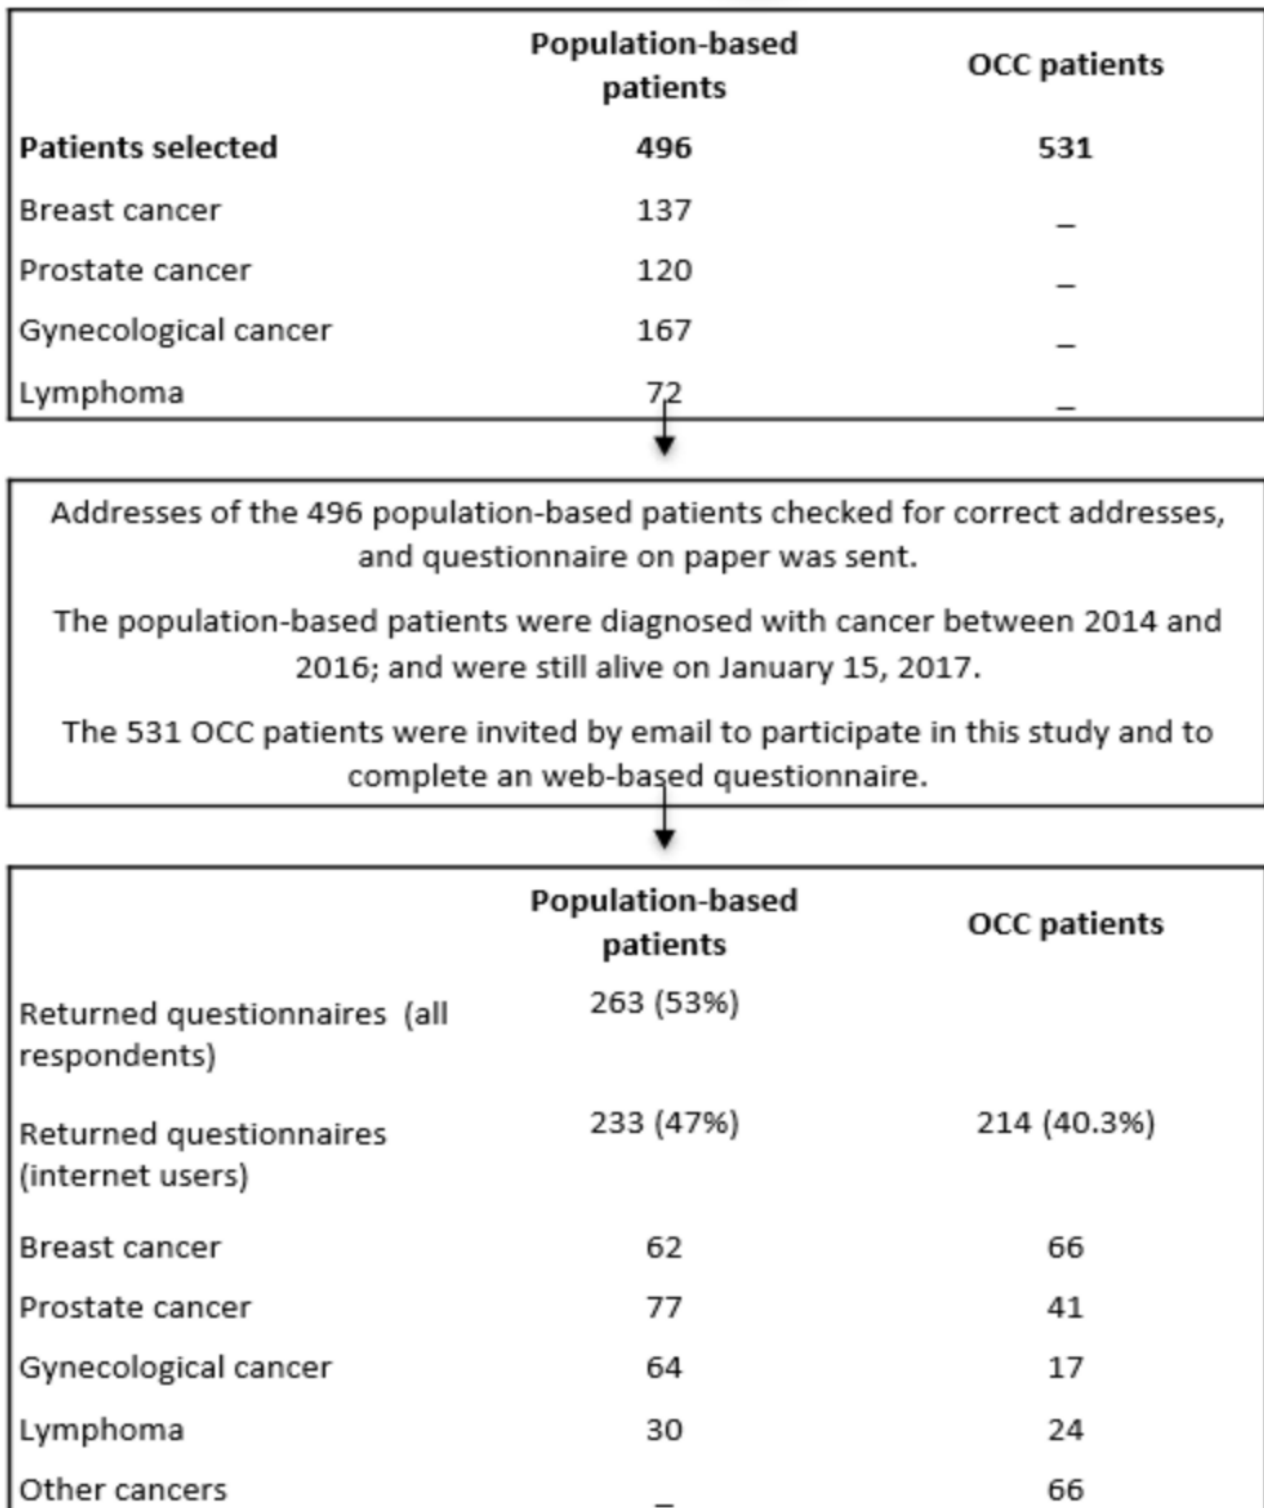 Population-based
patients
OCC patients
Patients selected 496 531
Breast cancer 137 _
Prostate cancer 120 _
Gynecological cancer 167 _
Lymphoma 72 _
Addresses of the 496 population-based patients checked for correct addresses,
and questionnaire on paper was sent.
The population-based patients were diagnosed with cancer between 2014 and
2016; and were still alive on January 15, 2017.
The 531 OCC patients were invited by email to participate in this study and to
complete an web-based questionnaire.
Population-based
patients
OCC patients
Returned questionnaires (all 263 (53%)
respondents)
Returned questionnaires 233 (47%) 214 (40.3%)
(internet users)
Breast cancer 62 66
Prostate cancer 77 41
Gynecological cancer 64 17
Lymphoma 30 24
Other cancers _ 66